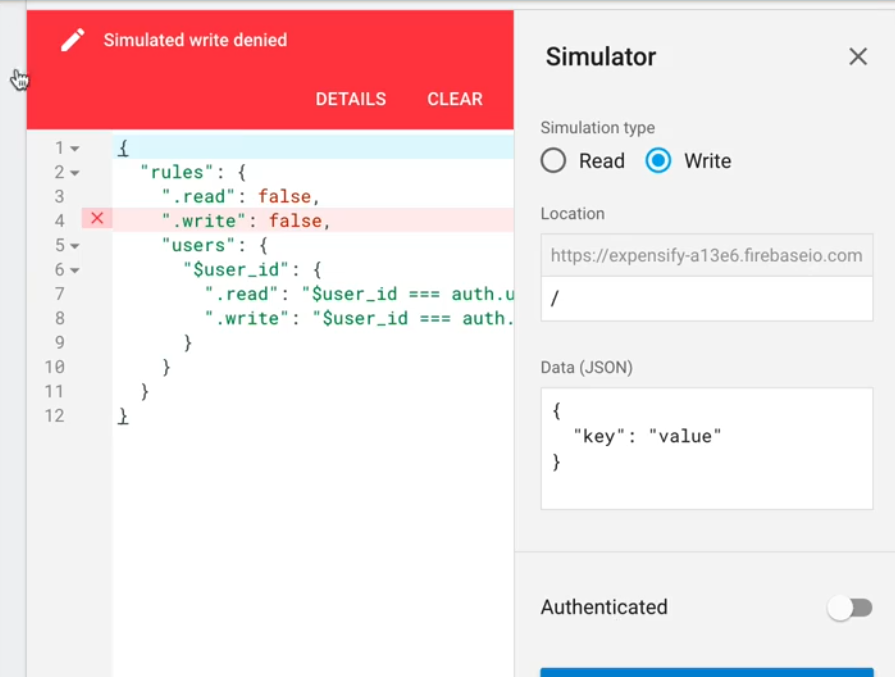 Simulated write denied
DETAILS CLEAR
1 {
2 "rules": {
3 ".read": false,
4 ".write": false,
5 "users": {
6 "$user_id": {
7 ".read": "$user_id === auth.u
8 ".write": "$user_id === auth.
9 }
10 }
11 }
12 }
Simulator
Simulation type
Read Write
Location
https://expensify-a13e6.firebaseio.com
/
Data (JSON)
{
"key": "value"
}
Authenticated